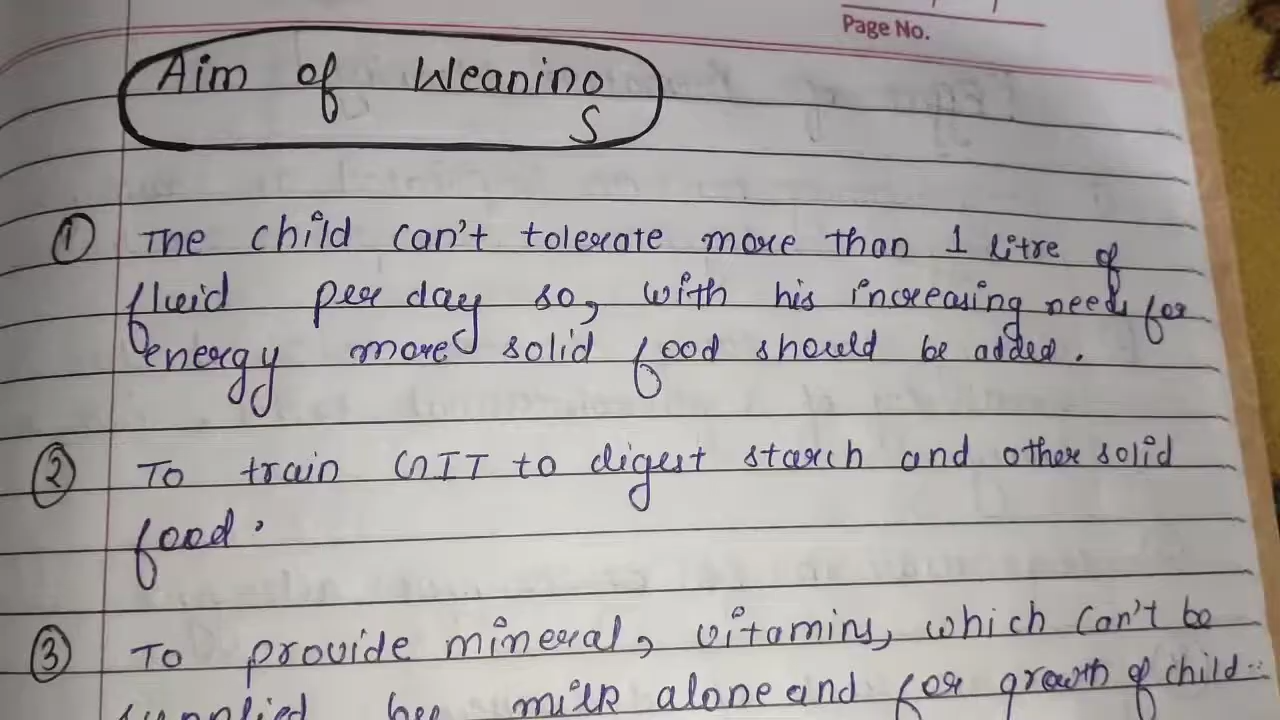 Page No.
Aim of Weaning
① The child can't tolerate more than 1 litre of
fluid per day so, with his increasing needs for
energy more solid food should be added.
② To train GIT to digest starch and other solid
food.
③ To provide mineral, vitamins, which can't be
supplied by milk alone and for growth of child.